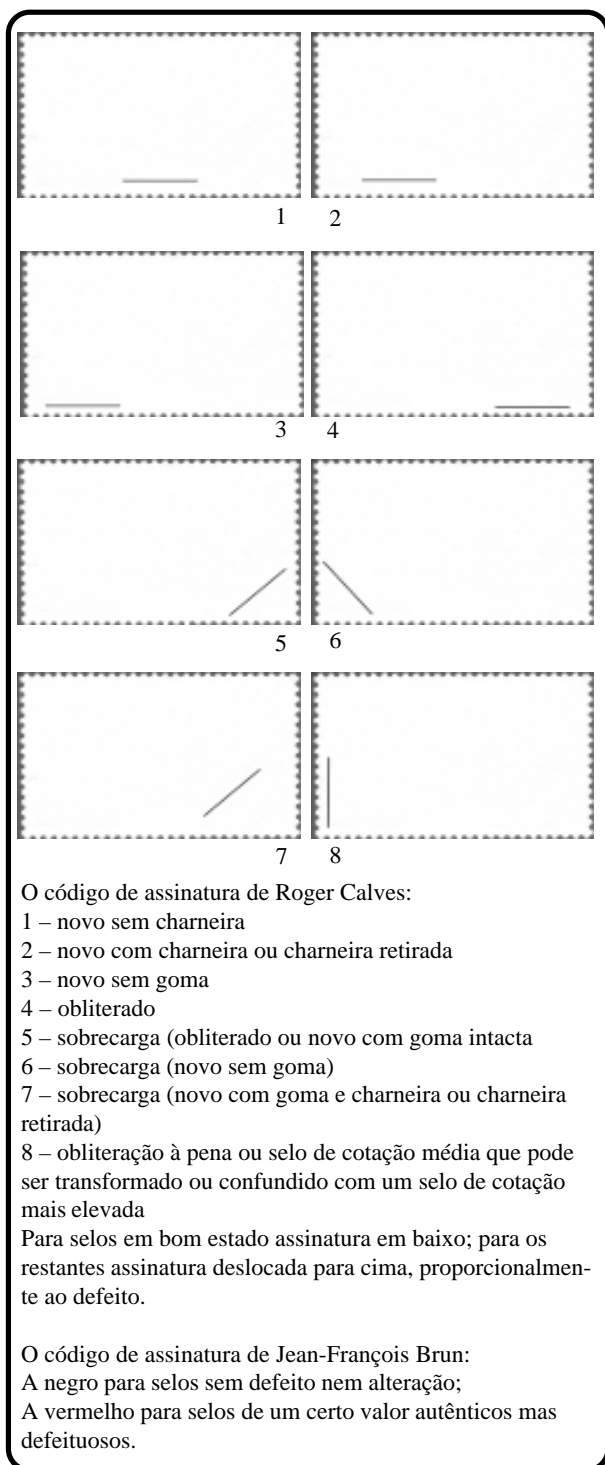 1 2
3 4
5 6
7 8
O código de assinatura de Roger Calves:
1 – novo sem charneira
2 – novo com charneira ou charneira retirada
3 – novo sem goma
4 – obliterado
5 – sobrecarga (obliterado ou novo com goma intacta
6 – sobrecarga (novo sem goma)
7 – sobrecarga (novo com goma e charneira ou charneira
retirada)
8 – obliteração à pena ou selo de cotação média que pode
ser transformado ou confundido com um selo de cotação
mais elevada
Para selos em bom estado assinatura em baixo; para os
restantes assinatura deslocada para cima, proporcionalmen-
te ao defeito.
O código de assinatura de Jean-François Brun:
A negro para selos sem defeito nem alteração;
A vermelho para selos de um certo valor autênticos mas
defeituosos.